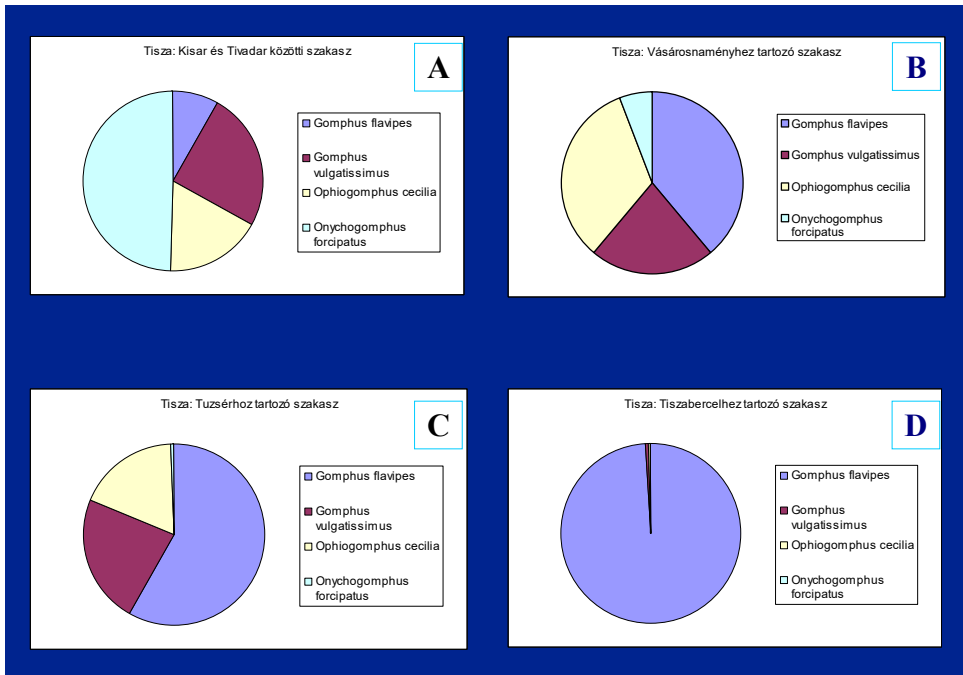 Tisza: Kisar és Tivadar közötti szakasz
A
Gomphus flavipes
Gomphus
vulgatissimus
Ophiogomphus cecilia
Onychogomphus
forcipatus
Tisza: Vásárosnaményhez tartozó szakasz
B
Gomphus flavipes
Gomphus vulgatissimus
Ophiogomphus cecilia
Onychogomphus
forcipatus
Tisza: Tuzsérhoz tartozó szakasz
C
Gomphus flavipes
Gomphus
vulgatissimus
Ophiogomphus cecilia
Onychogomphus
forcipatus
Tisza: Tiszabercelhez tartozó szakasz
D
Gomphus flavipes
Gomphus
vulgatissimus
Ophiogomphus cecilia
Onychogomphus
forcipatus